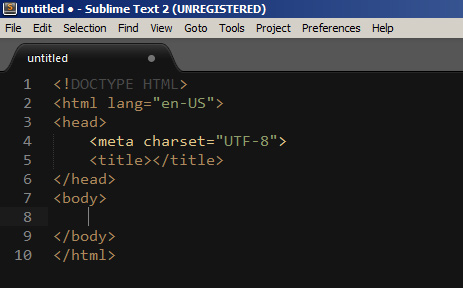 untitled • - Sublime Text 2 (UNREGISTERED)
File Edit Selection Find View Goto Tools Project Preferences Help
untitled
1 <!DOCTYPE HTML>
2 <html lang="en-US">
3 <head>
4     <meta charset="UTF-8">
5     <title></title>
6 </head>
7 <body>
8
9 </body>
10 </html>